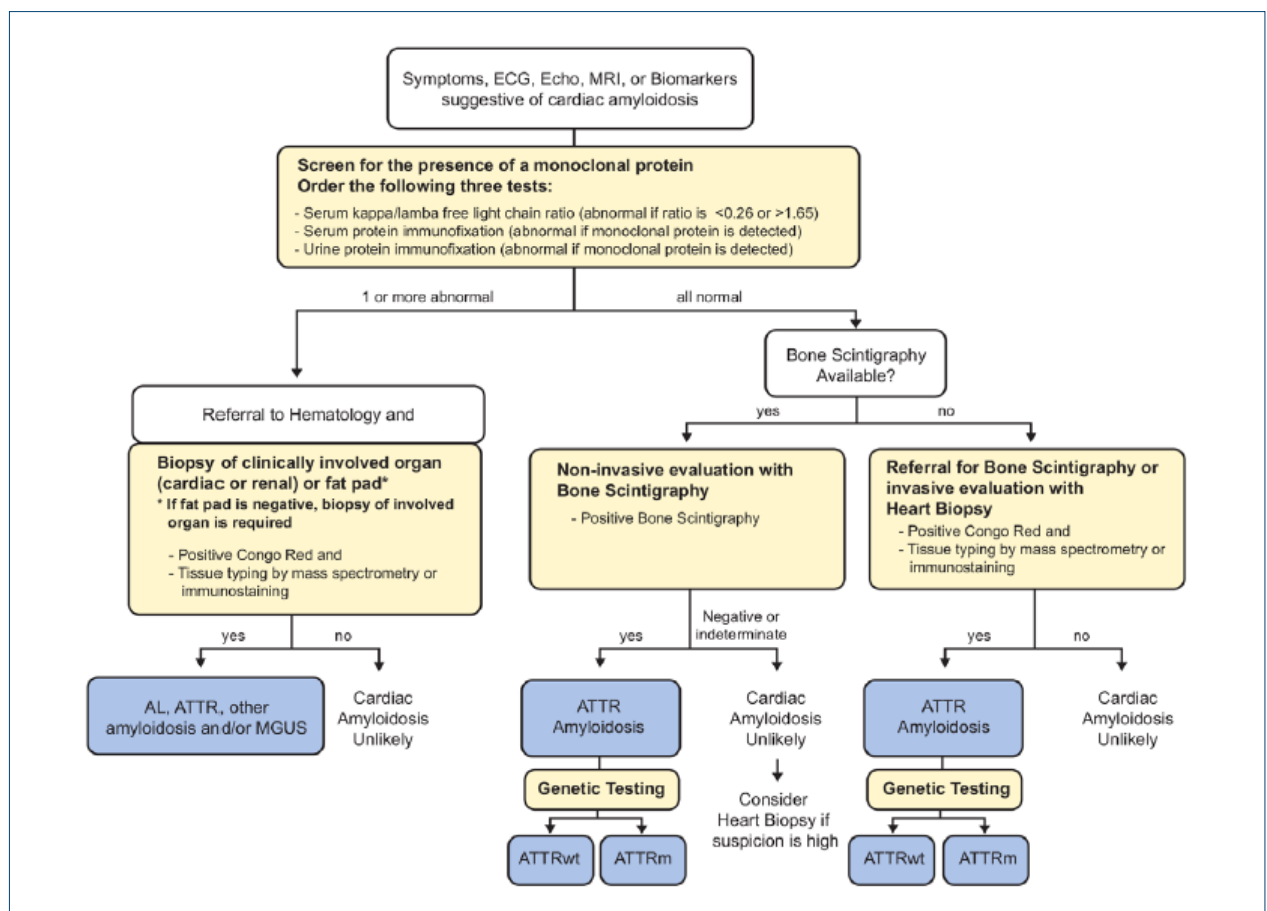 Symptoms, ECG, Echo, MRI, or Biomarkers
suggestive of cardiac amyloidosis
Screen for the presence of a monoclonal protein
Order the following three tests:
- Serum kappa/lamba free light chain ratio (abnormal if ratio is <0.26 or >1.65)
- Serum protein immunofixation (abnormal if monoclonal protein is detected)
- Urine protein immunofixation (abnormal if monoclonal protein is detected)
1 or more abnormal
all normal
Bone Scintigraphy
Available?
yes
no
Referral to Hematology and
Biopsy of clinically involved organ
(cardiac or renal) or fat pad*
* If fat pad is negative, biopsy of involved
organ is required
- Positive Congo Red and
- Tissue typing by mass spectrometry or
immunostaining
Non-invasive evaluation with
Bone Scintigraphy
- Positive Bone Scintigraphy
Referral for Bone Scintigraphy or
invasive evaluation with
Heart Biopsy
- Positive Congo Red and
- Tissue typing by mass spectrometry or
immunostaining
yes
no
yes
Negative or
indeterminate
yes
no
AL, ATTR, other
amyloidosis and/or MGUS
Cardiac
Amyloidosis
Unlikely
ATTR
Amyloidosis
Cardiac
Amyloidosis
Unlikely
ATTR
Amyloidosis
Cardiac
Amyloidosis
Unlikely
Genetic Testing
Consider
Heart Biopsy if
suspicion is high
Genetic Testing
ATTRwt
ATTRm
ATTRwt
ATTRm